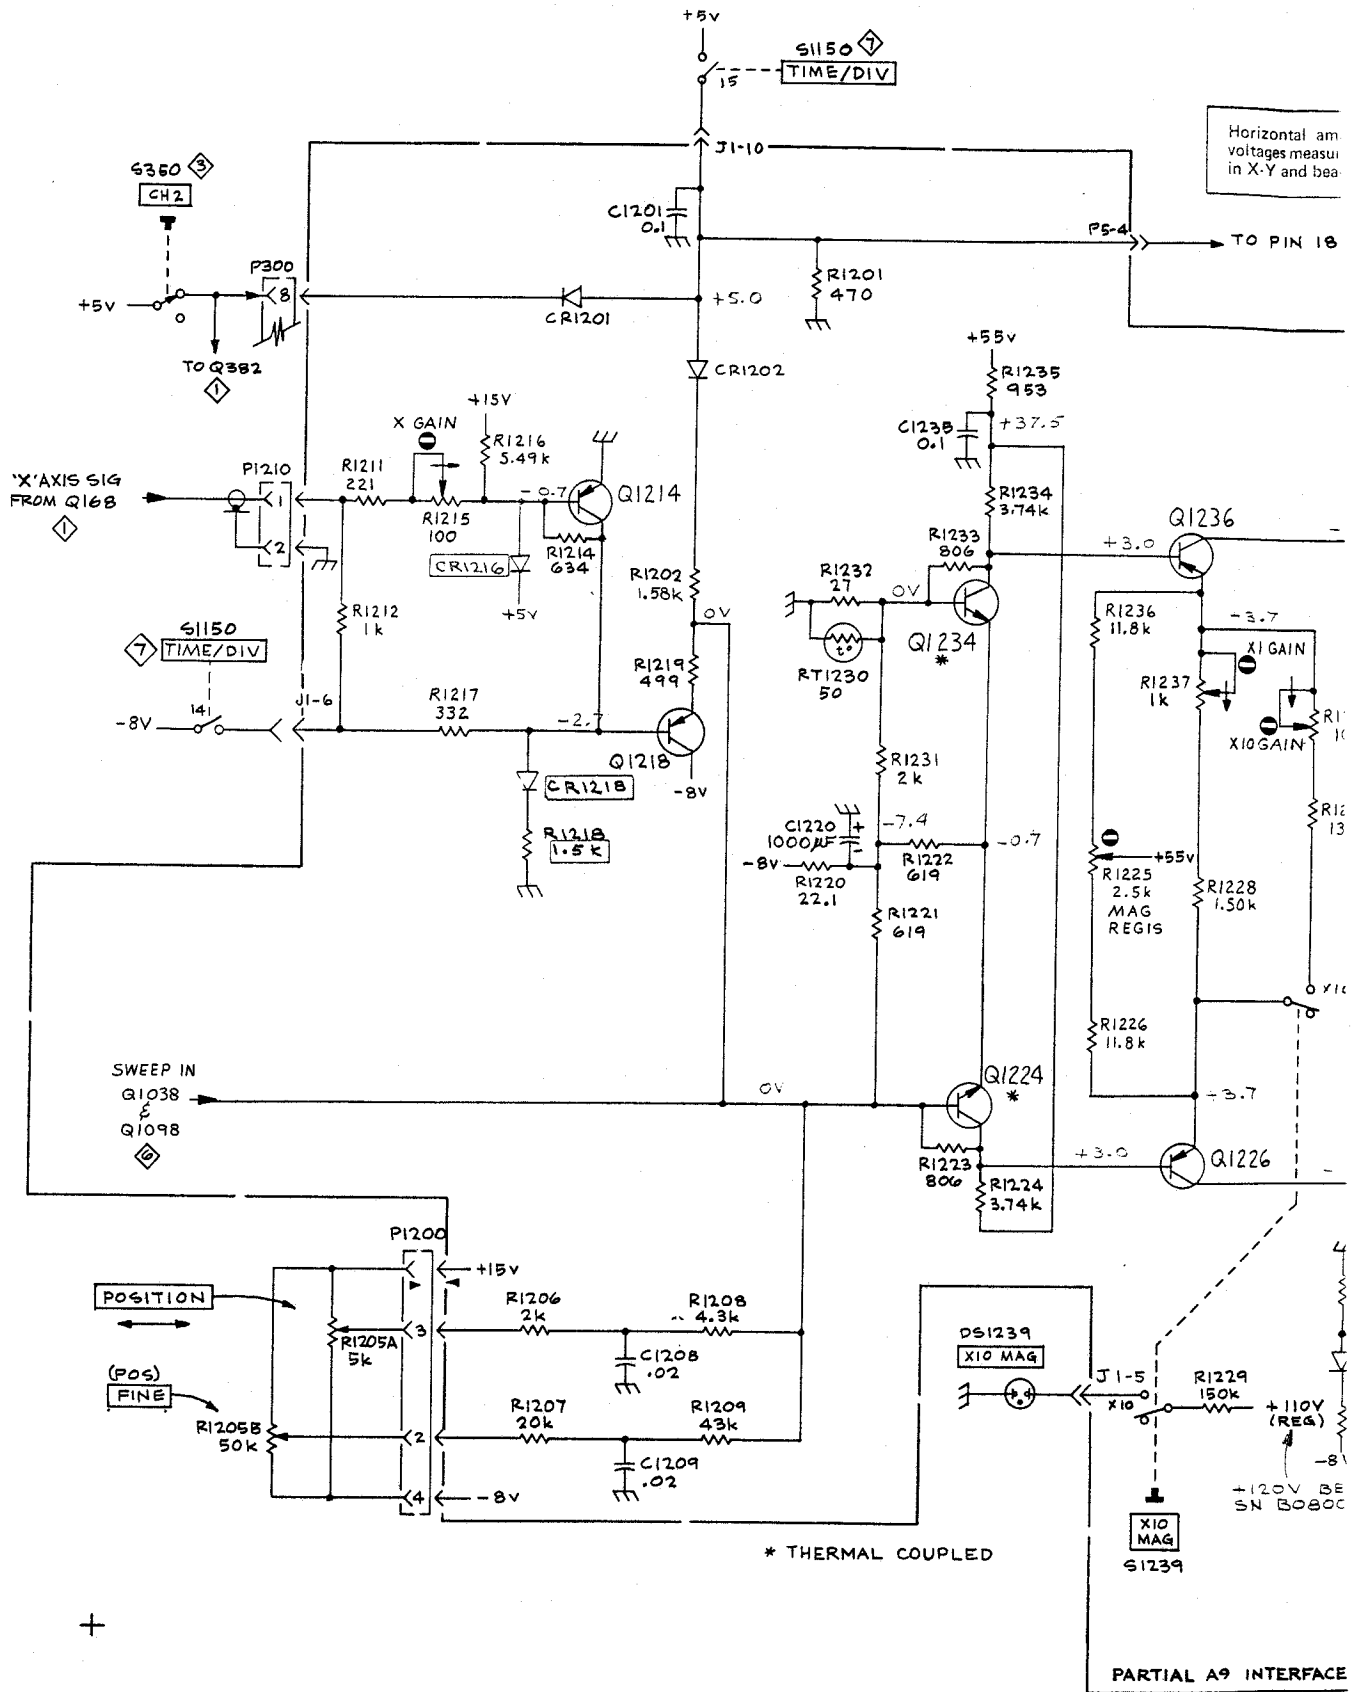 +5V
S1150 7
TIME/DIV
15
J1-10
Horizontal am
voltages measu
in X-Y and bea
S350 3
CH2
C1201
0.1
P5-4
TO PIN 18
P300
8
+5V
CR1201
+5.0
R1201
470
TO Q382
1
CR1202
+55V
R1235
953
+15V
X GAIN
R1216
5.49k
C1235
0.1
+37.5
'X' AXIS SIG
FROM Q168
1
P1210
1
2
R1211
221
R1215
100
-0.7
Q1214
R1214
634
CR1216
+5V
R1234
3.74k
R1233
806
Q1236
+3.0
R1202
1.58k
0V
R1232
27
0V
Q1234
*
R1212
1k
R1236
11.8k
-3.7
X1 GAIN
7
S1150
TIME/DIV
R1219
499
t°
RT1230
50
R1237
1k
X10 GAIN
-8V
14
J1-6
R1217
332
-2.7
Q1218
-8V
CR1218
R1218
1.5k
R1231
2k
C1220
1000µF
+
-
-7.4
-8V
R1220
22.1
R1222
619
-0.7
R1221
619
+55V
R1225
2.5k
MAG
REGIS
R1228
1.50k
R1226
11.8k
SWEEP IN
Q1038
&
Q1098
6
0V
Q1224
*
+3.7
R1223
806
+3.0
Q1226
R1224
3.74k
P1200
+15V
POSITION
R1205A
5k
3
R1206
2k
R1208
4.3k
C1208
.02
DS1239
X10 MAG
J1-5
X10
R1229
150k
+110V
(REG)
(POS)
FINE
R1205B
50k
2
R1207
20k
R1209
43k
C1209
.02
4
-8V
+120V BE
SN B080
X10
MAG
S1239
* THERMAL COUPLED
+
PARTIAL A9 INTERFACE